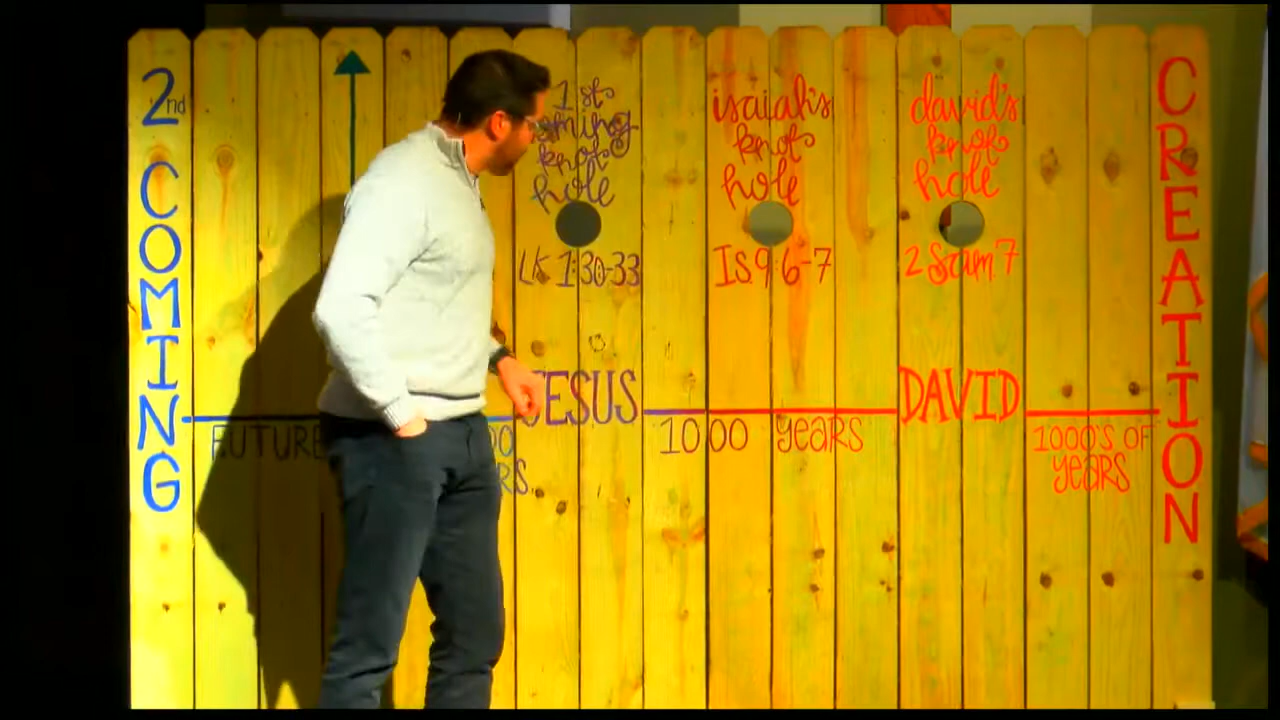 2nd COMING
1st
knot
hole
LK 1:30-33
JESUS
FUTURE
isaiah's
knot
hole
Is 9:6-7
1000 YEARS
david's
knot
hole
2 Sam 7
DAVID
1000'S OF
YEARS
CREATION